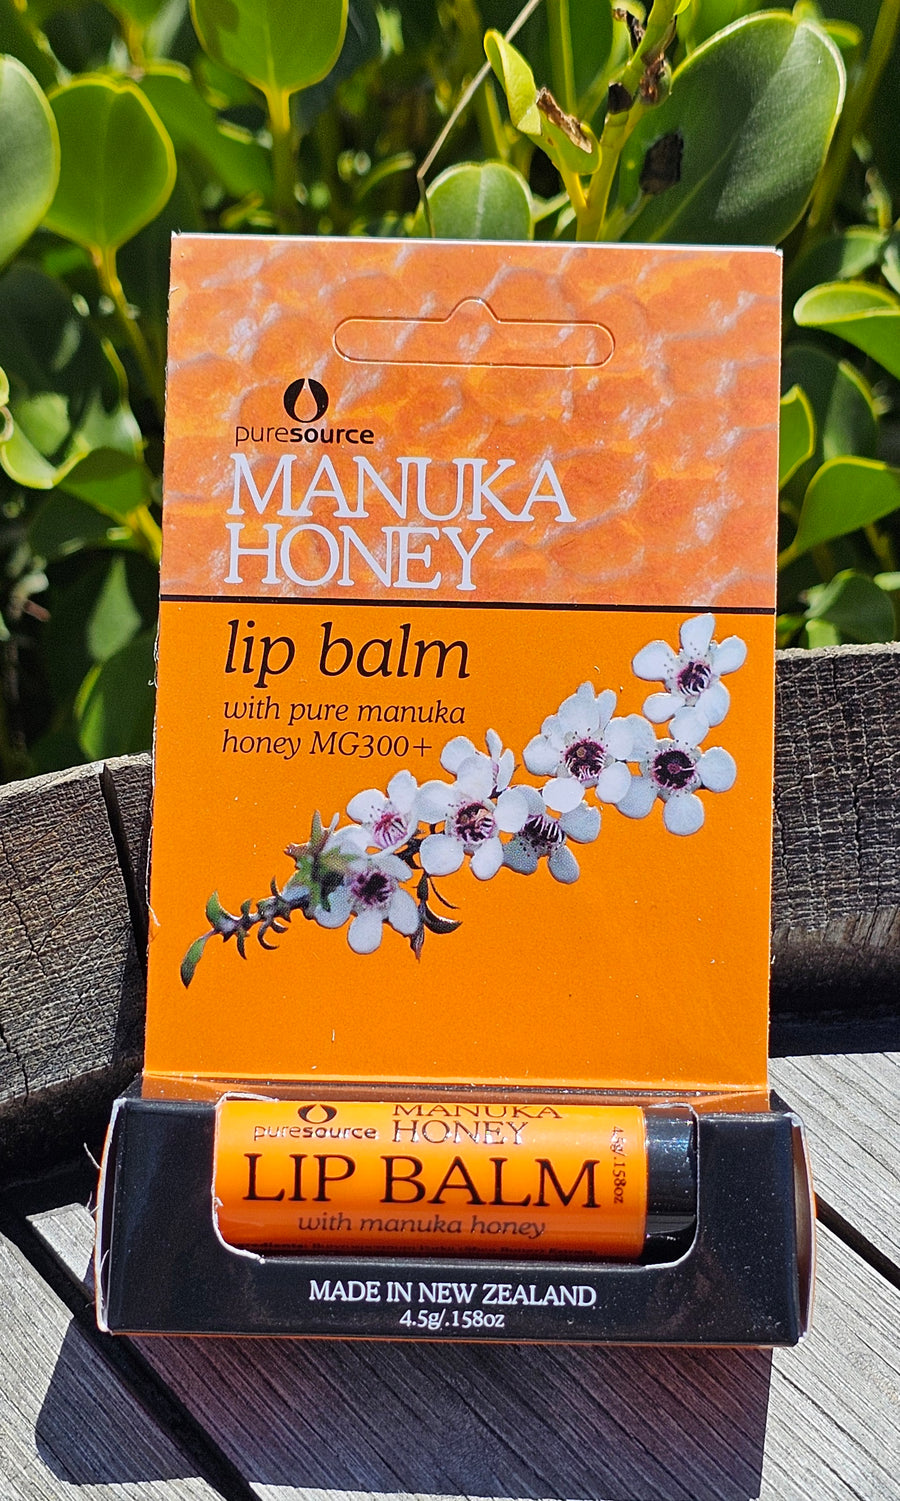 puresource
MANUKA
HONEY
lip balm
with pure manuka
honey MG300+
puresource
MANUKA
HONEY
4.5g/.158oz
LIP BALM
with manuka honey
MADE IN NEW ZEALAND
4.5g/.158oz